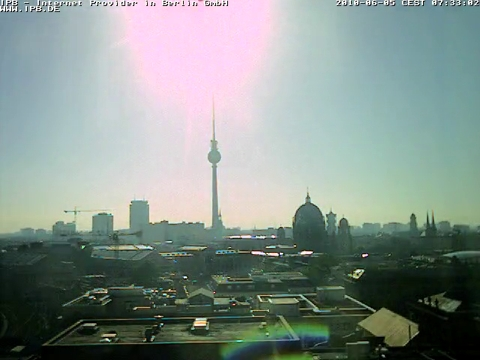 IPB - Internet Provider in Berlin GmbH
2010-06-05 CEST 07:33:02
WWW.IPB.DE